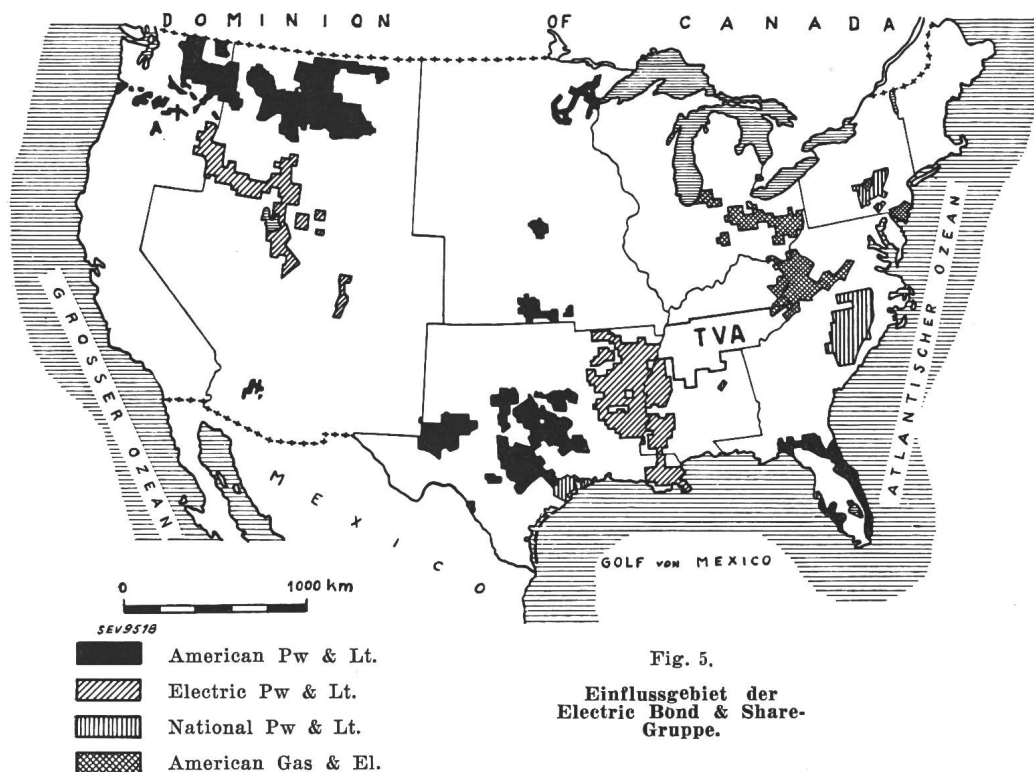 DOMINION OF CANADA
A
TVA
GROSSER OZEAN
ATLANTISCHER OZEAN
MEXICO
GOLF von MEXICO
0 1000 km
SEV9518
American Pw & Lt.
Electric Pw & Lt.
National Pw & Lt.
American Gas & El.
Fig. 5.
Einflussgebiet der
Electric Bond & Share-
Gruppe.